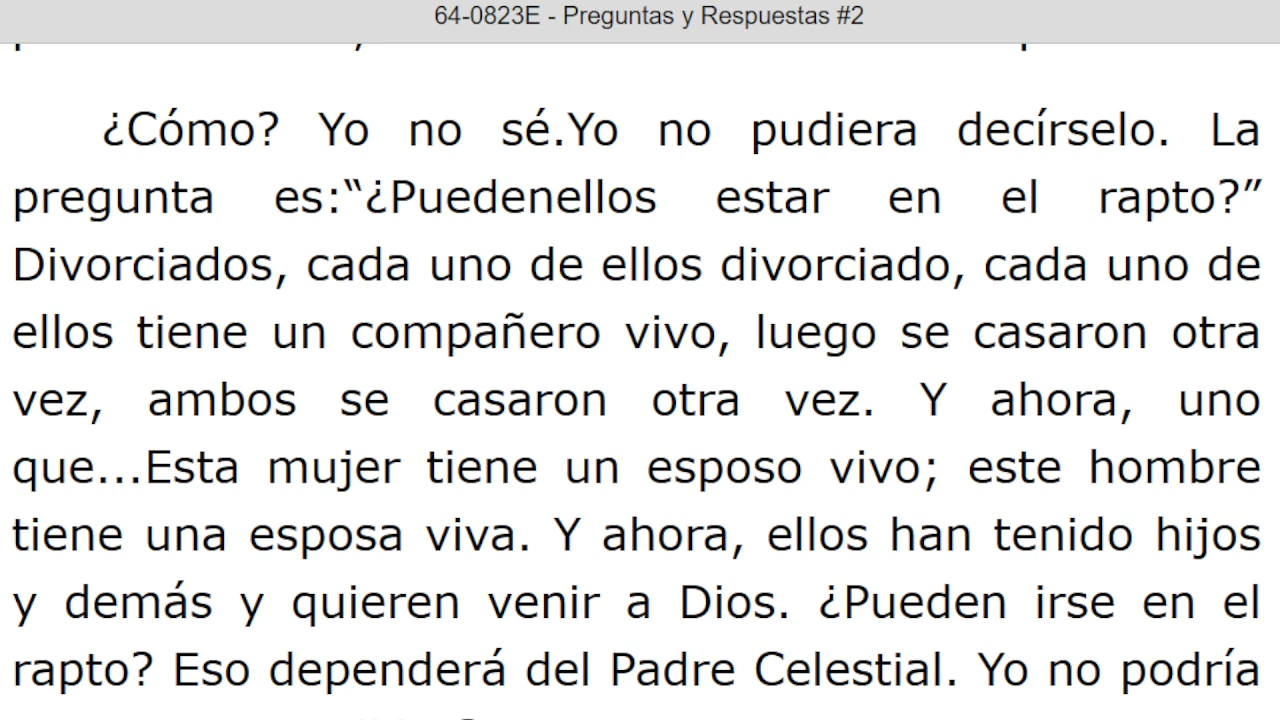 64-0823E - Preguntas y Respuestas #2
¿Cómo? Yo no sé.Yo no pudiera decírselo. La
pregunta es:“¿Puedenellos estar en el rapto?”
Divorciados, cada uno de ellos divorciado, cada uno de
ellos tiene un compañero vivo, luego se casaron otra
vez, ambos se casaron otra vez. Y ahora, uno
que...Esta mujer tiene un esposo vivo; este hombre
tiene una esposa viva. Y ahora, ellos han tenido hijos
y demás y quieren venir a Dios. ¿Pueden irse en el
rapto? Eso dependerá del Padre Celestial. Yo no podría